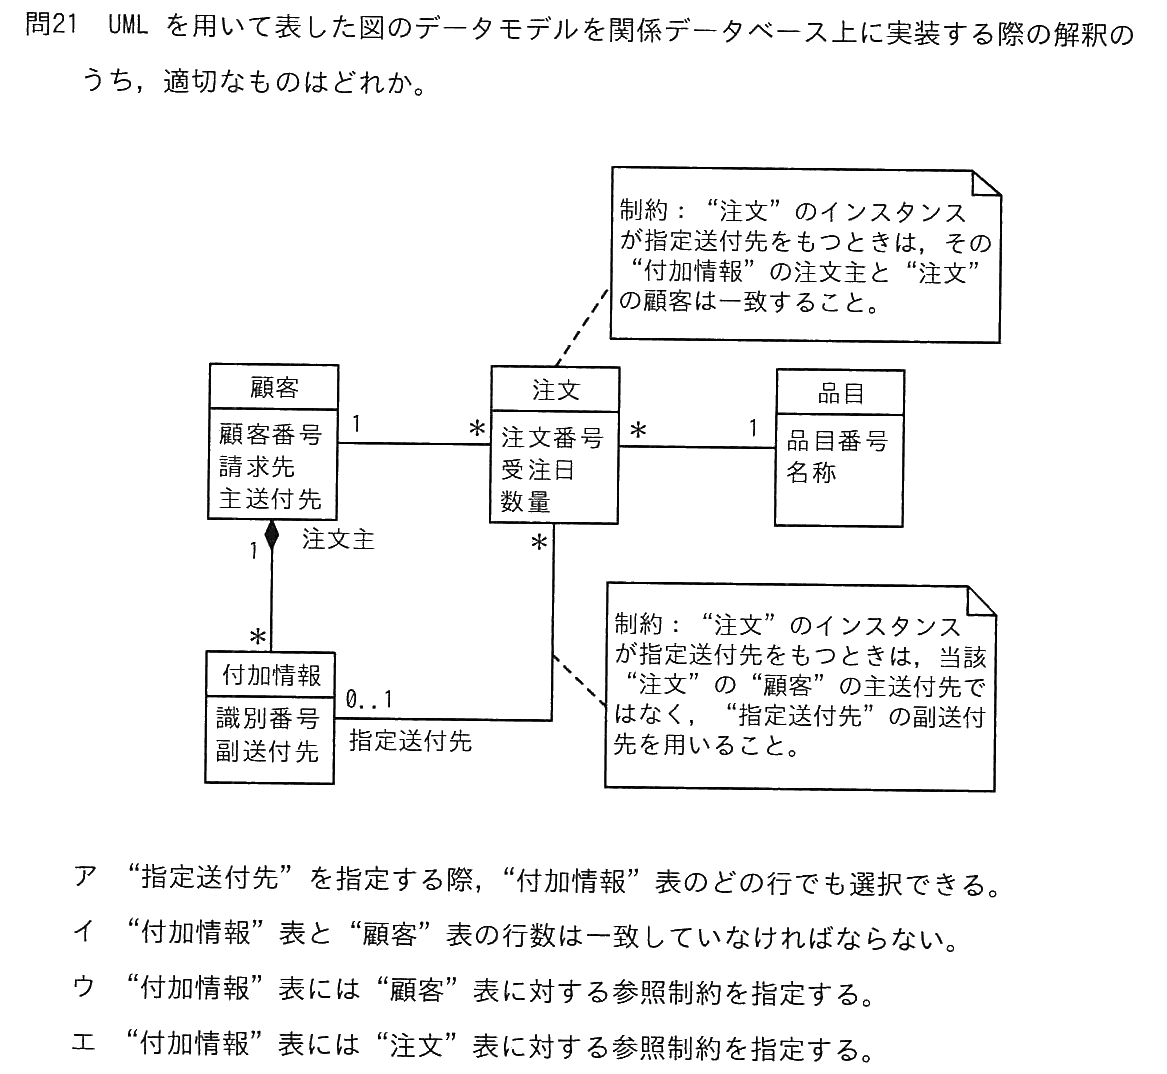 問21　UML を用いて表した図のデータモデルを関係データベース上に実装する際の解釈の
うち，適切なものはどれか。
制約：“注文”のインスタンス
が指定送付先をもつときは，その
“付加情報”の注文主と“注文”
の顧客は一致すること。
顧客
顧客番号
請求先
主送付先
1
*
注文
注文番号
受注日
数量
*
1
品目
品目番号
名称
1
注文主
*
*
付加情報
識別番号
副送付先
0..1
指定送付先
制約：“注文”のインスタンス
が指定送付先をもつときは，当該
“注文”の“顧客”の主送付先で
はなく，“指定送付先”の副送付
先を用いること。
ア　“指定送付先”を指定する際，“付加情報”表のどの行でも選択できる。
イ　“付加情報”表と“顧客”表の行数は一致していなければならない。
ウ　“付加情報”表には“顧客”表に対する参照制約を指定する。
エ　“付加情報”表には“注文”表に対する参照制約を指定する。